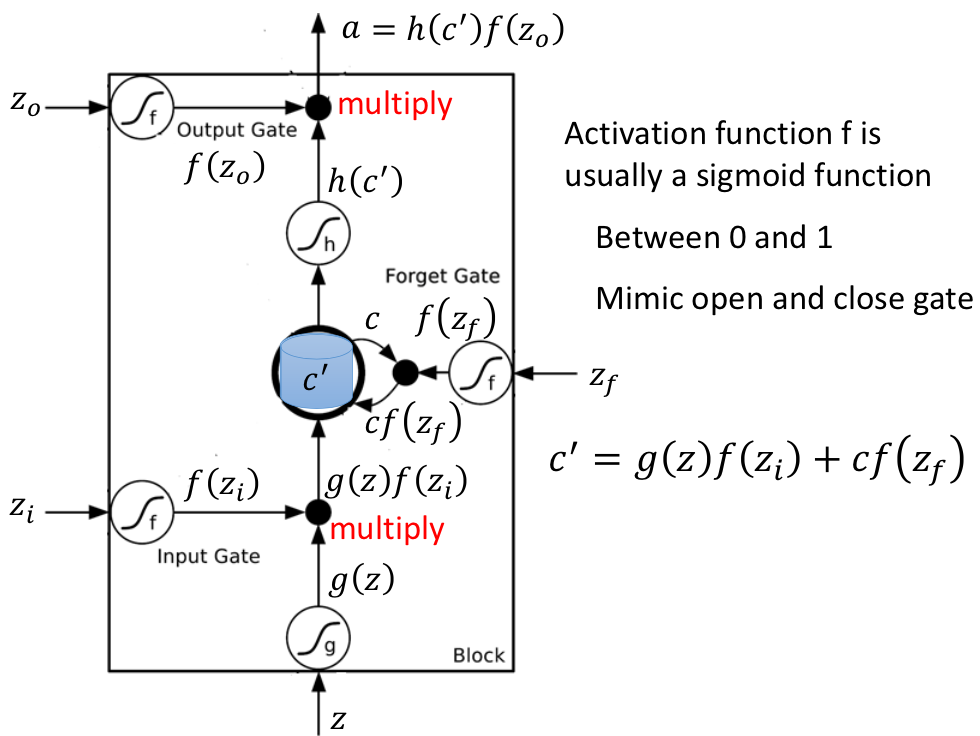 a = h(c′)f(z_o)
z_o
f
multiply
Output Gate
f(z_o)
h(c′)
h
Activation function f is
usually a sigmoid function
Between 0 and 1
Mimic open and close gate
Forget Gate
c
f(z_f)
c′
f
z_f
cf(z_f)
c′ = g(z)f(z_i) + cf(z_f)
f(z_i)
g(z)f(z_i)
z_i
f
multiply
Input Gate
g(z)
g
Block
z